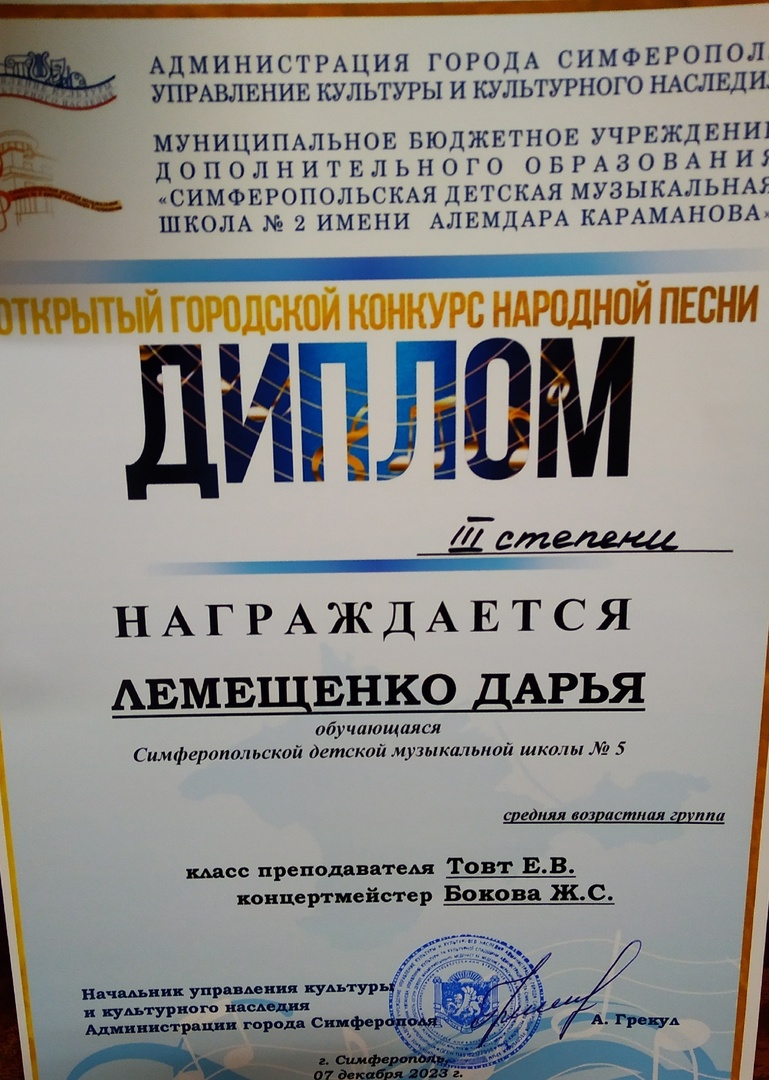 АДМИНИСТРАЦИЯ ГОРОДА СИМФЕРОПОЛ
УПРАВЛЕНИЕ КУЛЬТУРЫ И КУЛЬТУРНОГО НАСЛЕДИ
МУНИЦИПАЛЬНОЕ БЮДЖЕТНОЕ УЧРЕЖДЕНИ
ДОПОЛНИТЕЛЬНОГО ОБРАЗОВАНИЯ
«СИМФЕРОПОЛЬСКАЯ ДЕТСКАЯ МУЗЫКАЛЬНАЯ
ШКОЛА № 2 ИМЕНИ АЛЕМДАРА КАРАМАНОВА»
ОТКРЫТЫЙ ГОРОДСКОЙ КОНКУРС НАРОДНОЙ ПЕСНИ
ДИПЛОМ
III степени
НАГРАЖДАЕТСЯ
ЛЕМЕЩЕНКО ДАРЬЯ
обучающаяся
Симферопольской детской музыкальной школы № 5
средняя возрастная группа
класс преподавателя Товт Е.В.
концертмейстер Бокова Ж.С.
Начальник управления культуры
и культурного наследия
Администрации города Симферополя А. Грекул
г. Симферополь,
07 декабря 2023 г.